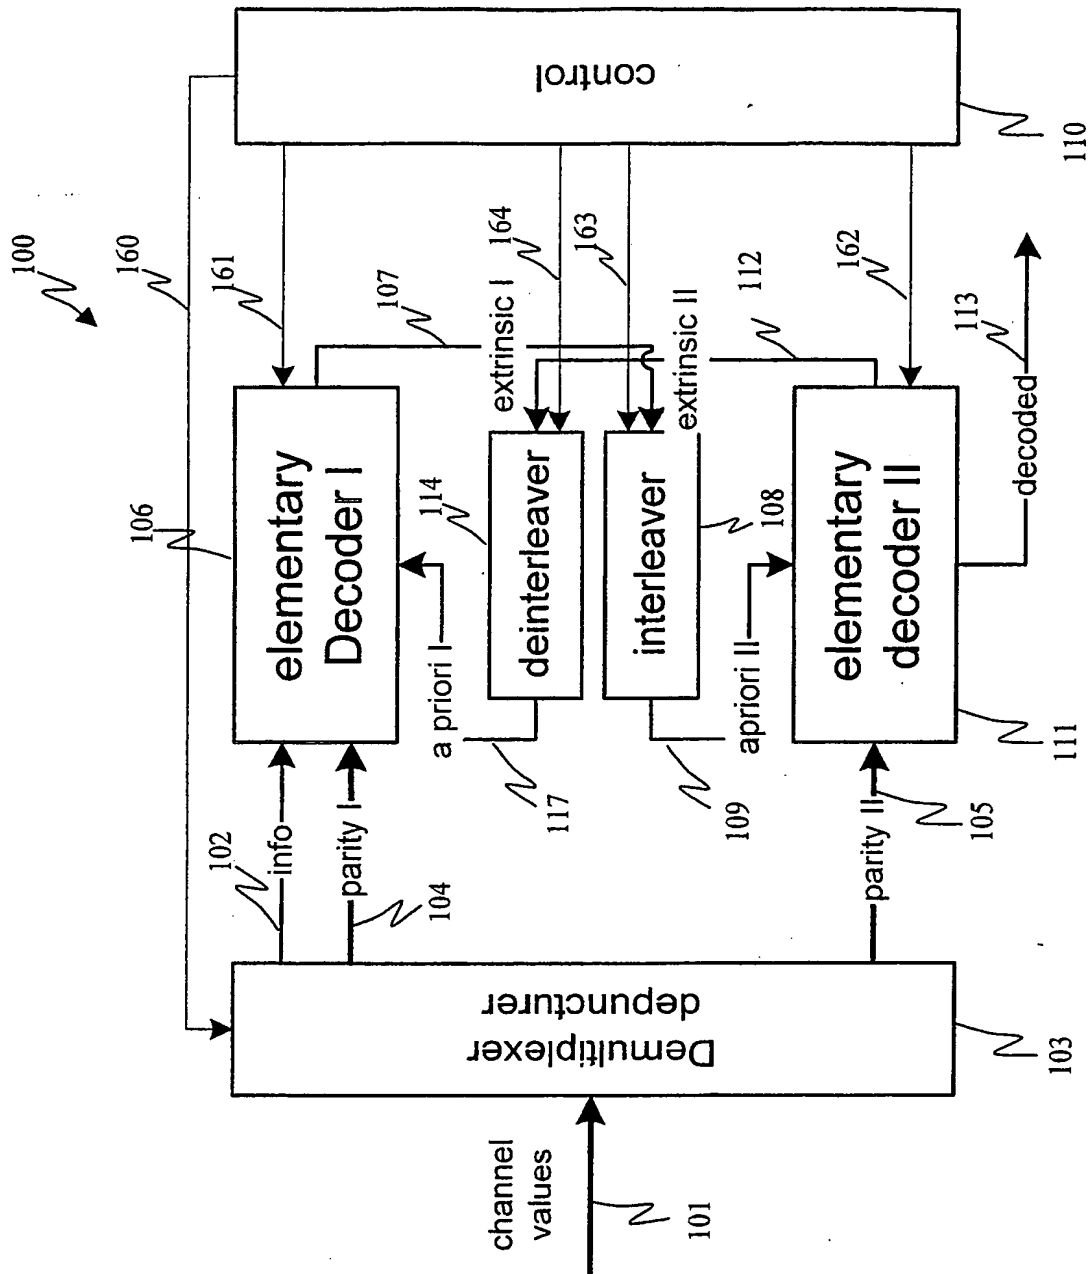 100
160
106
161
102
info
parity I
104
elementary
Decoder I
107
a priori I
117
114
deinterleaver
extrinsic I
164
163
interleaver
108
extrinsic II
112
109
apriori II
elementary
decoder II
162
111
113
decoded
parity II
105
control
110
Demultiplexer
depuncturer
103
channel
values
101